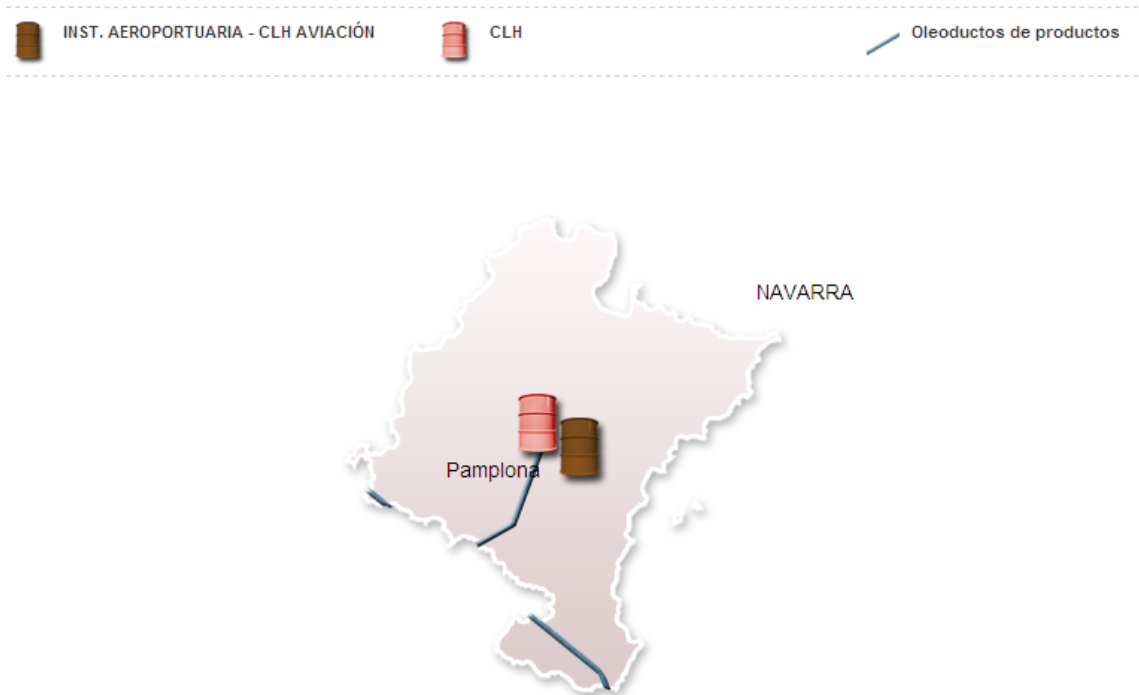 INST. AEROPORTUARIA - CLH AVIACIÓN
CLH
Oleoductos de productos
NAVARRA
Pamplona